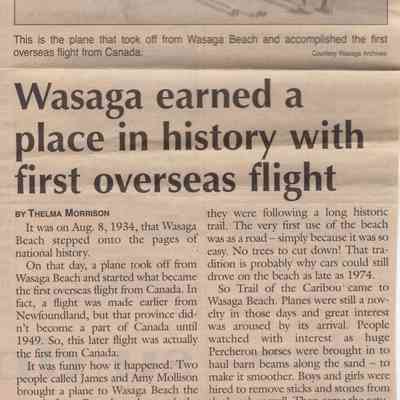 This is the plane that took off from Wasaga Beach and accomplished the first
overseas flight from Canada.
Courtesy Wasaga Archives
Wasaga earned a
place in history with
first overseas flight
BY THELMA MORRISON
It was on Aug. 8, 1934, that Wasaga
Beach stepped onto the pages of
national history.
On that day, a plane took off from
Wasaga Beach and started what became
the first overseas flight from Canada. In
fact, a flight was made earlier from
Newfoundland, but that province did-
n't become a part of Canada until
1949. So, this later flight was actually
the first from Canada.
It was funny how it happened. Two
people called James and Amy Mollison
brought a plane to Wasaga Beach the
they were following a long historic
trail. The very first use of the beach
was as a road – simply because it was so
easy. No trees to cut down! That tra-
dition is probably why cars could still
drove on the beach as late as 1974.
So Trail of the Caribou came to
Wasaga Beach. Planes were still a nov-
elty in those days and great interest
was aroused by its arrival. People
watched with interest as huge
Percheron horses were brought in to
haul barn beams along the sand – to
make it smoother. Boys and girls were
hired to remove sticks and stones from